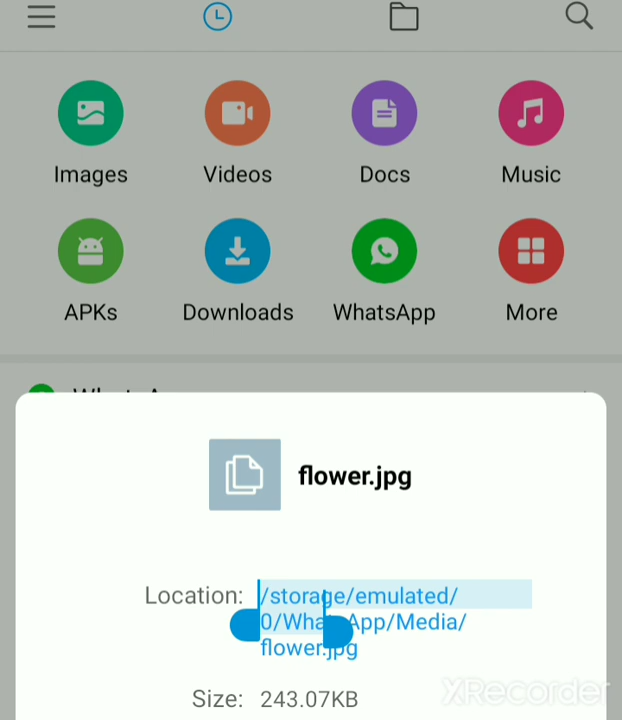 Images
Videos
Docs
Music
APKs
Downloads
WhatsApp
More
flower.jpg
Location: /storage/emulated/
0/WhatsApp/Media/
flower.jpg
Size: 243.07KB
XRecorder